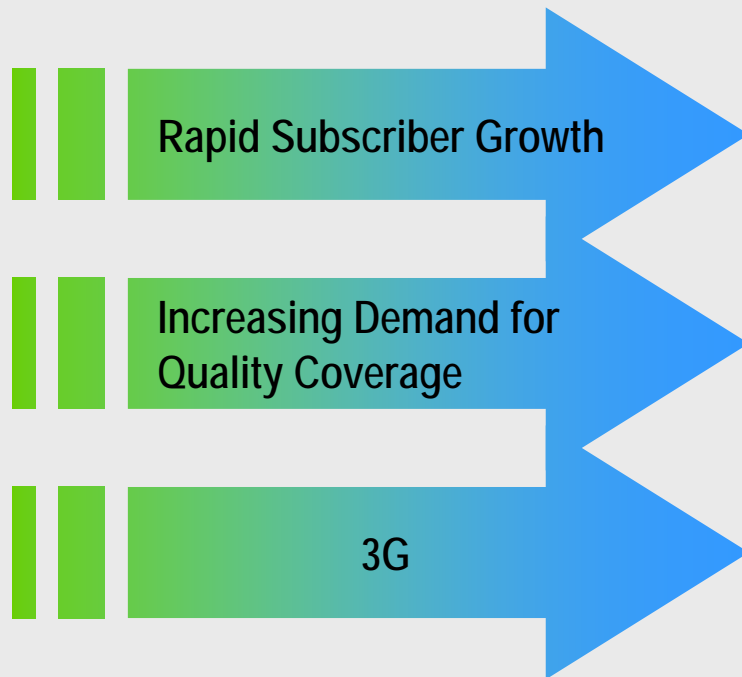 Rapid Subscriber Growth
Increasing Demand for
Quality Coverage
3G